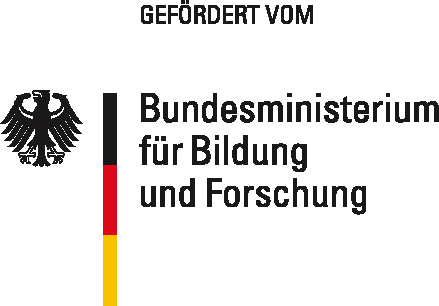 GEFÖRDERT VOM
Bundesministerium
für Bildung
und Forschung